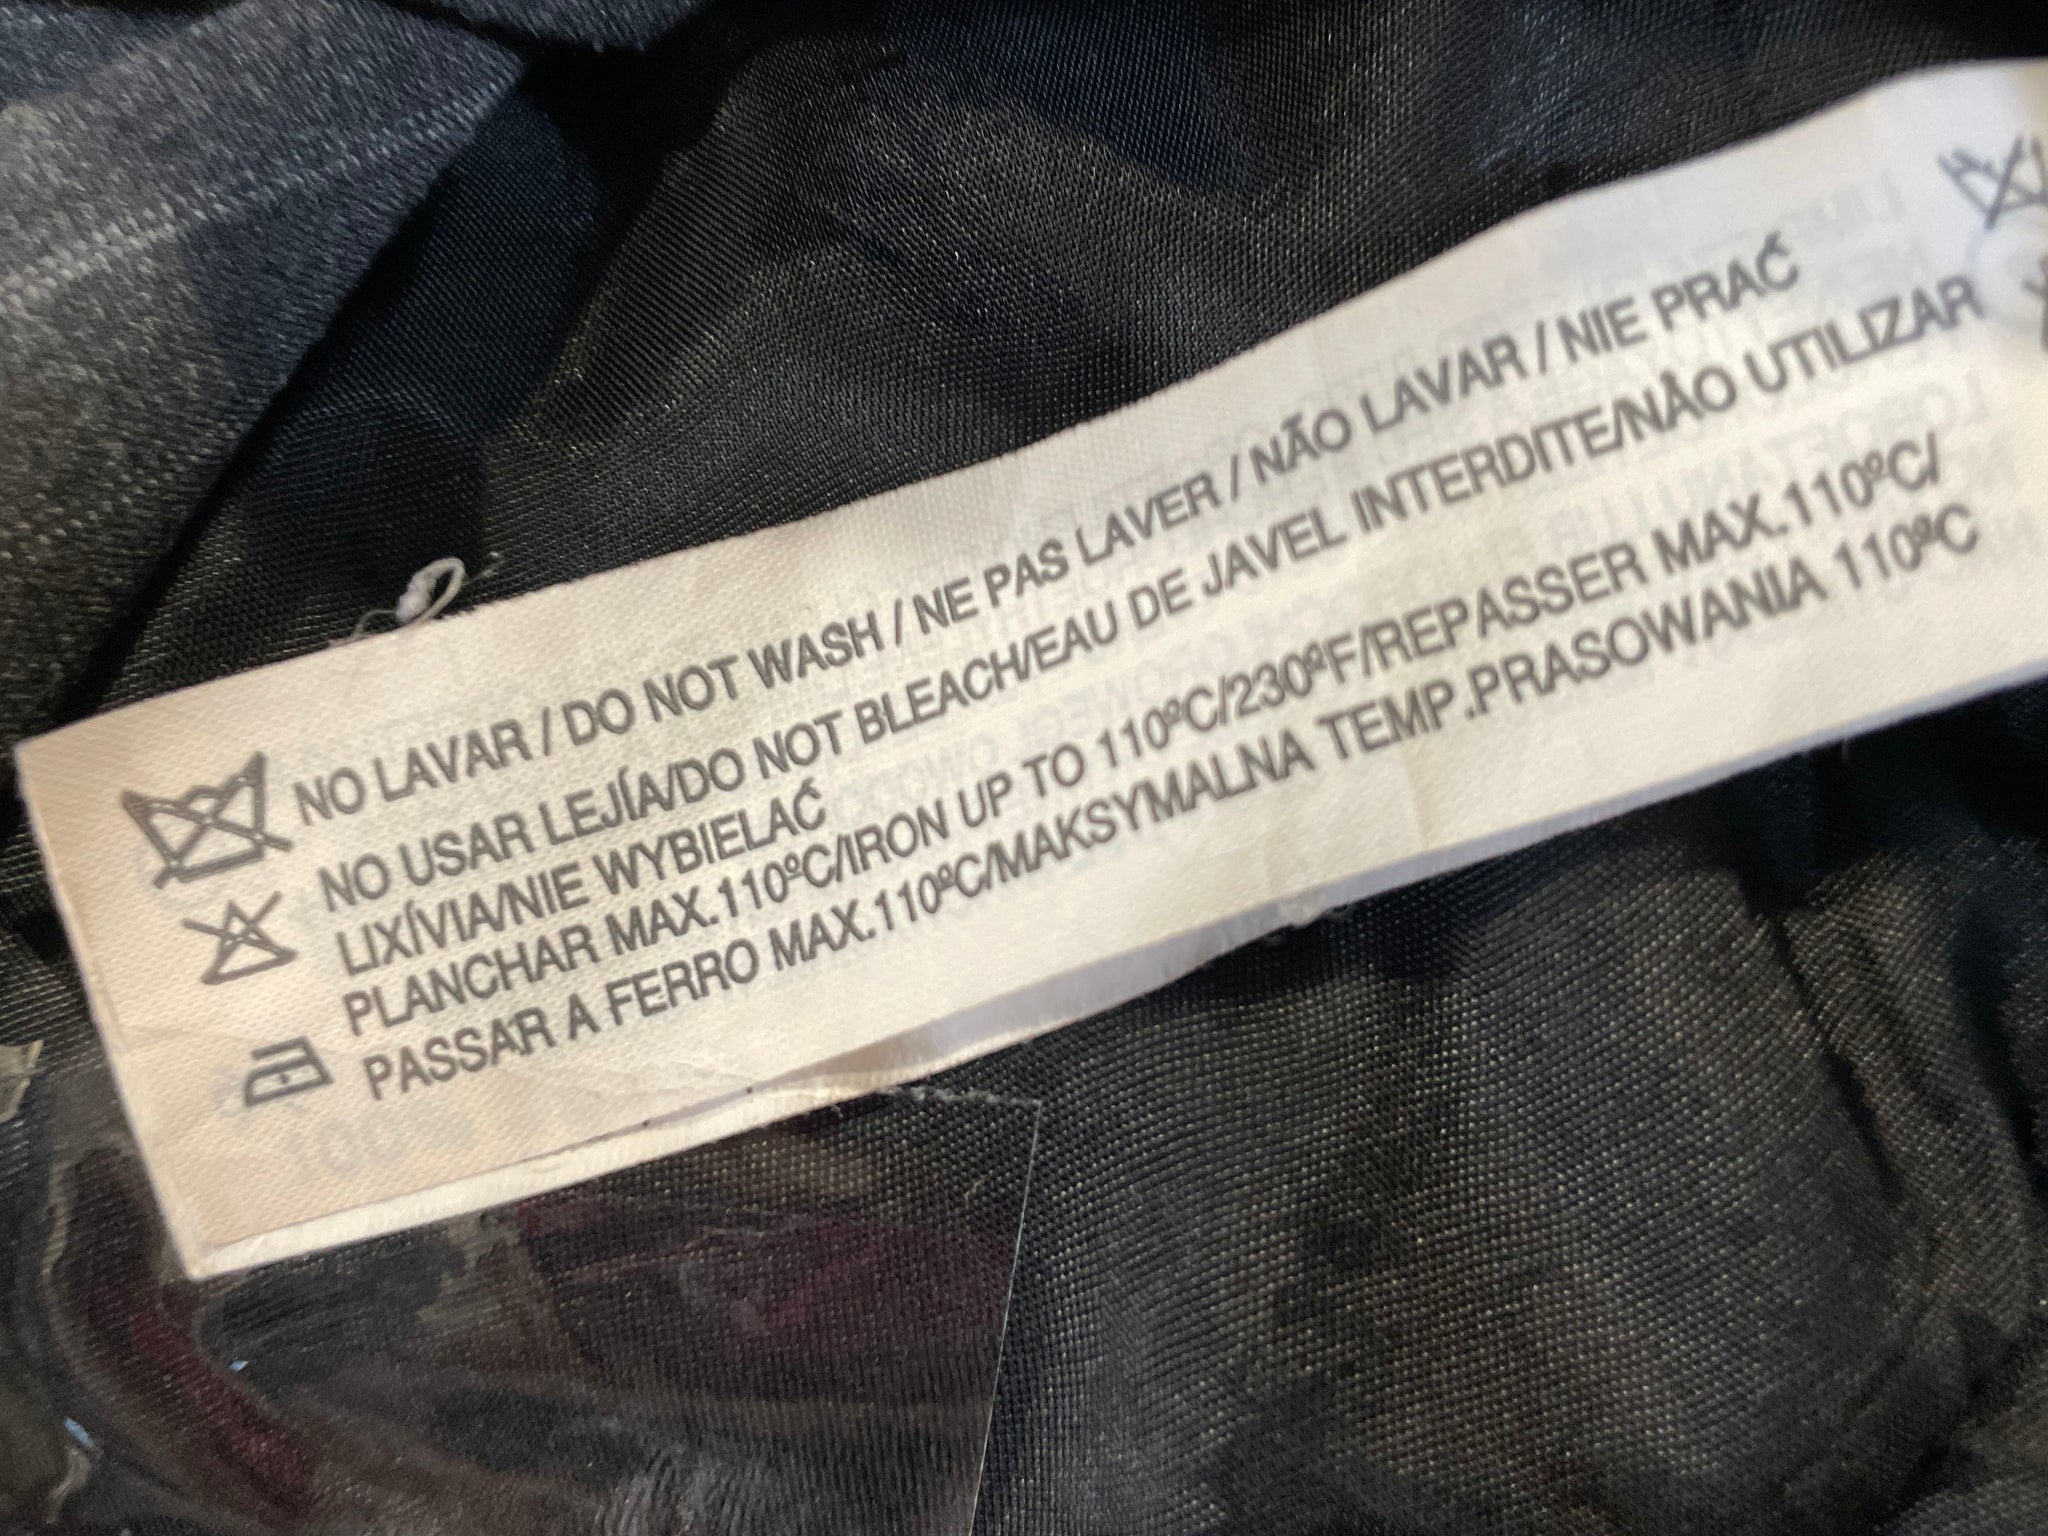 NO LAVAR / DO NOT WASH / NE PAS LAVER / NÃO LAVAR / NIE PRAĆ
NO USAR LEJÍA/DO NOT BLEACH/EAU DE JAVEL INTERDITE/NÃO UTILIZAR
LIXÍVIA/NIE WYBIELAĆ
PLANCHAR MAX.110ºC/IRON UP TO 110ºC/230ºF/REPASSER MAX.110ºC/
PASSAR A FERRO MAX.110ºC/MAKSYMALNA TEMP.PRASOWANIA 110ºC